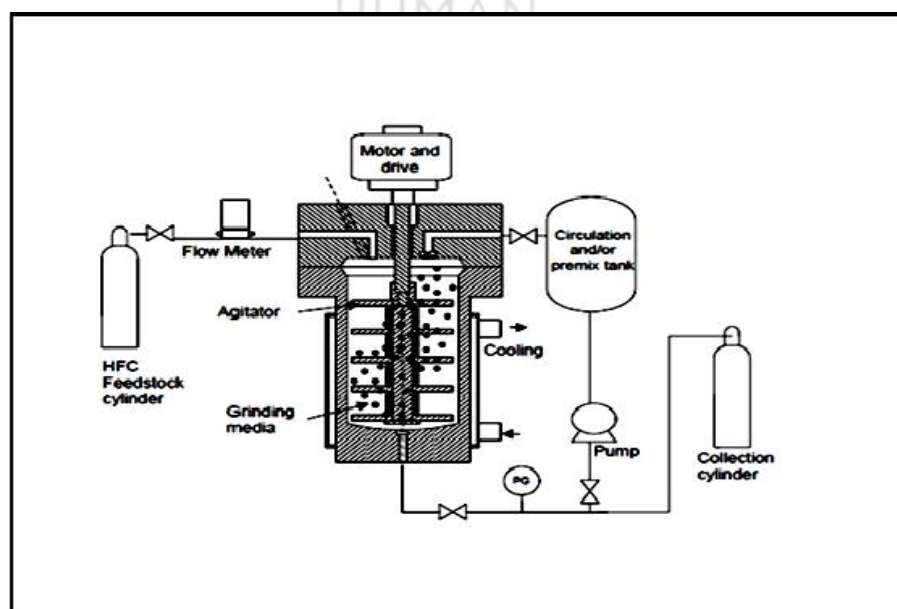 HUMAN
Motor and
drive
Flow Meter
Circulation
and/or
premix tank
Agitator
Cooling
HFC
Feedstock
cylinder
Grinding
media
Pump
Collection
cylinder
PG